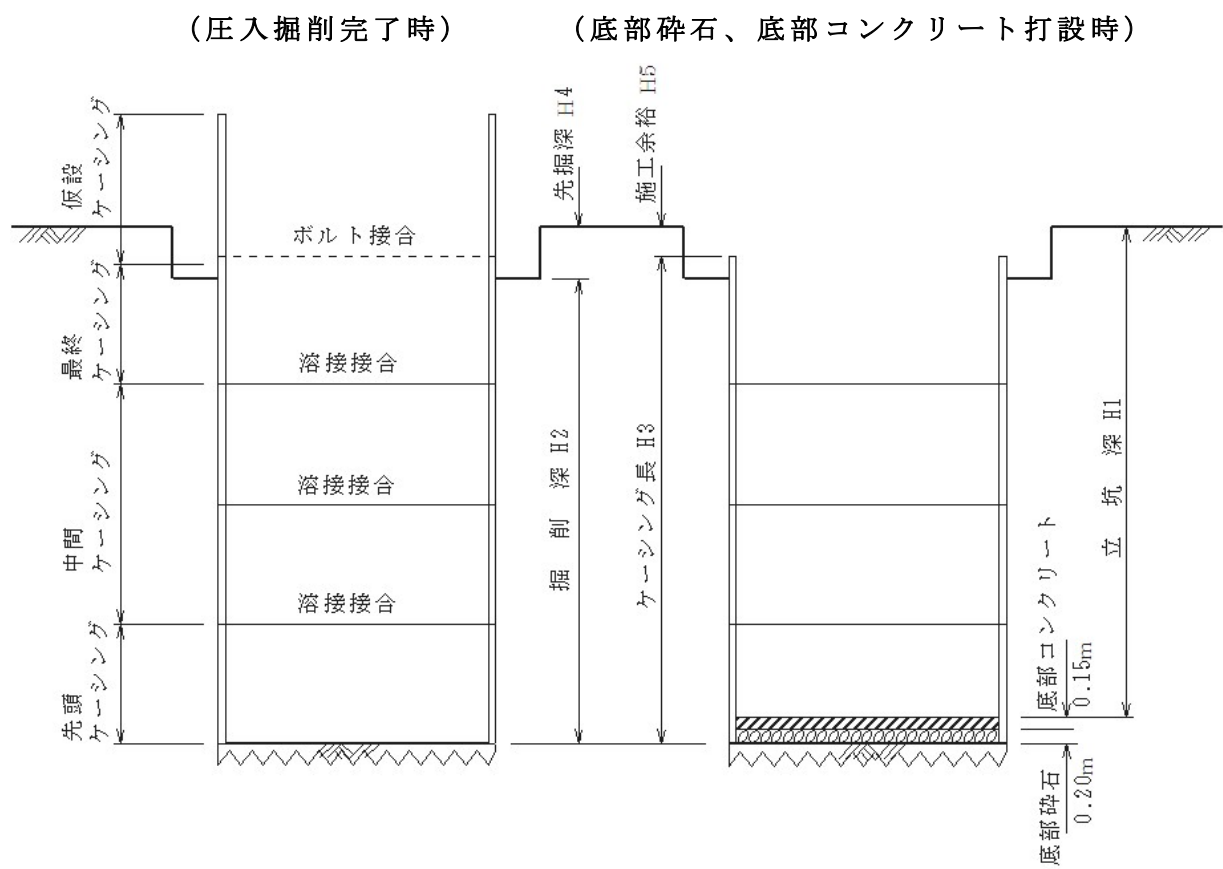 (圧入掘削完了時)
(底部砕石、底部コンクリート打設時)
仮設
ケーシング
最終
ケーシング
中間
ケーシング
先頭
ケーシング
ボルト接合
溶接接合
溶接接合
溶接接合
先掘深 H4
施工余裕 H5
掘削深 H2
ケーシング長 H3
立坑深 H1
底部コンクリート
0.15m
底部砕石
0.20m